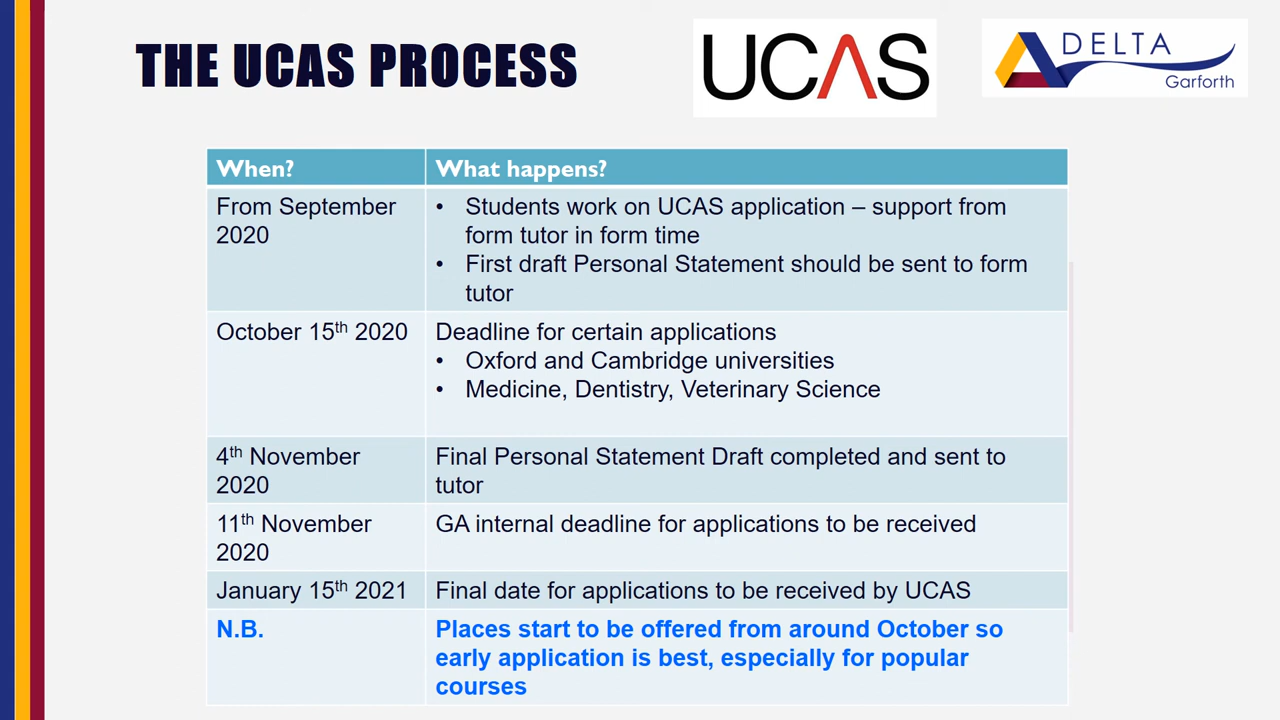 THE UCAS PROCESS
UCAS
DELTA
Garforth
When?
What happens?
From September
2020
• Students work on UCAS application – support from
form tutor in form time
• First draft Personal Statement should be sent to form
tutor
October 15th 2020
Deadline for certain applications
• Oxford and Cambridge universities
• Medicine, Dentistry, Veterinary Science
4th November
2020
Final Personal Statement Draft completed and sent to
tutor
11th November
2020
GA internal deadline for applications to be received
January 15th 2021
Final date for applications to be received by UCAS
N.B.
Places start to be offered from around October so
early application is best, especially for popular
courses